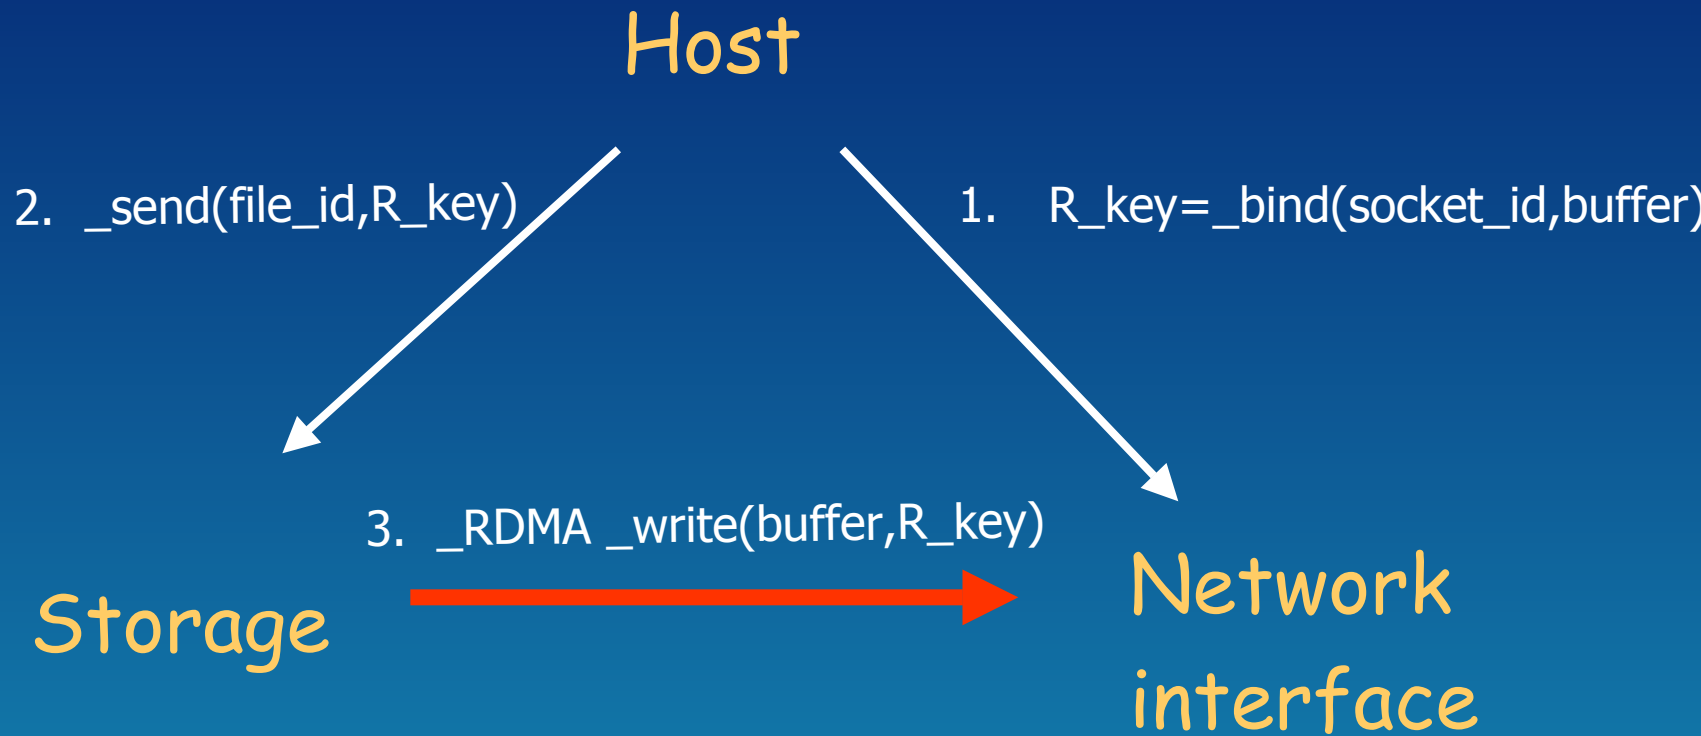 Host
2. _send(file_id,R_key)
1. R_key=_bind(socket_id,buffer)
3. _RDMA _write(buffer,R_key)
Storage
Network
interface